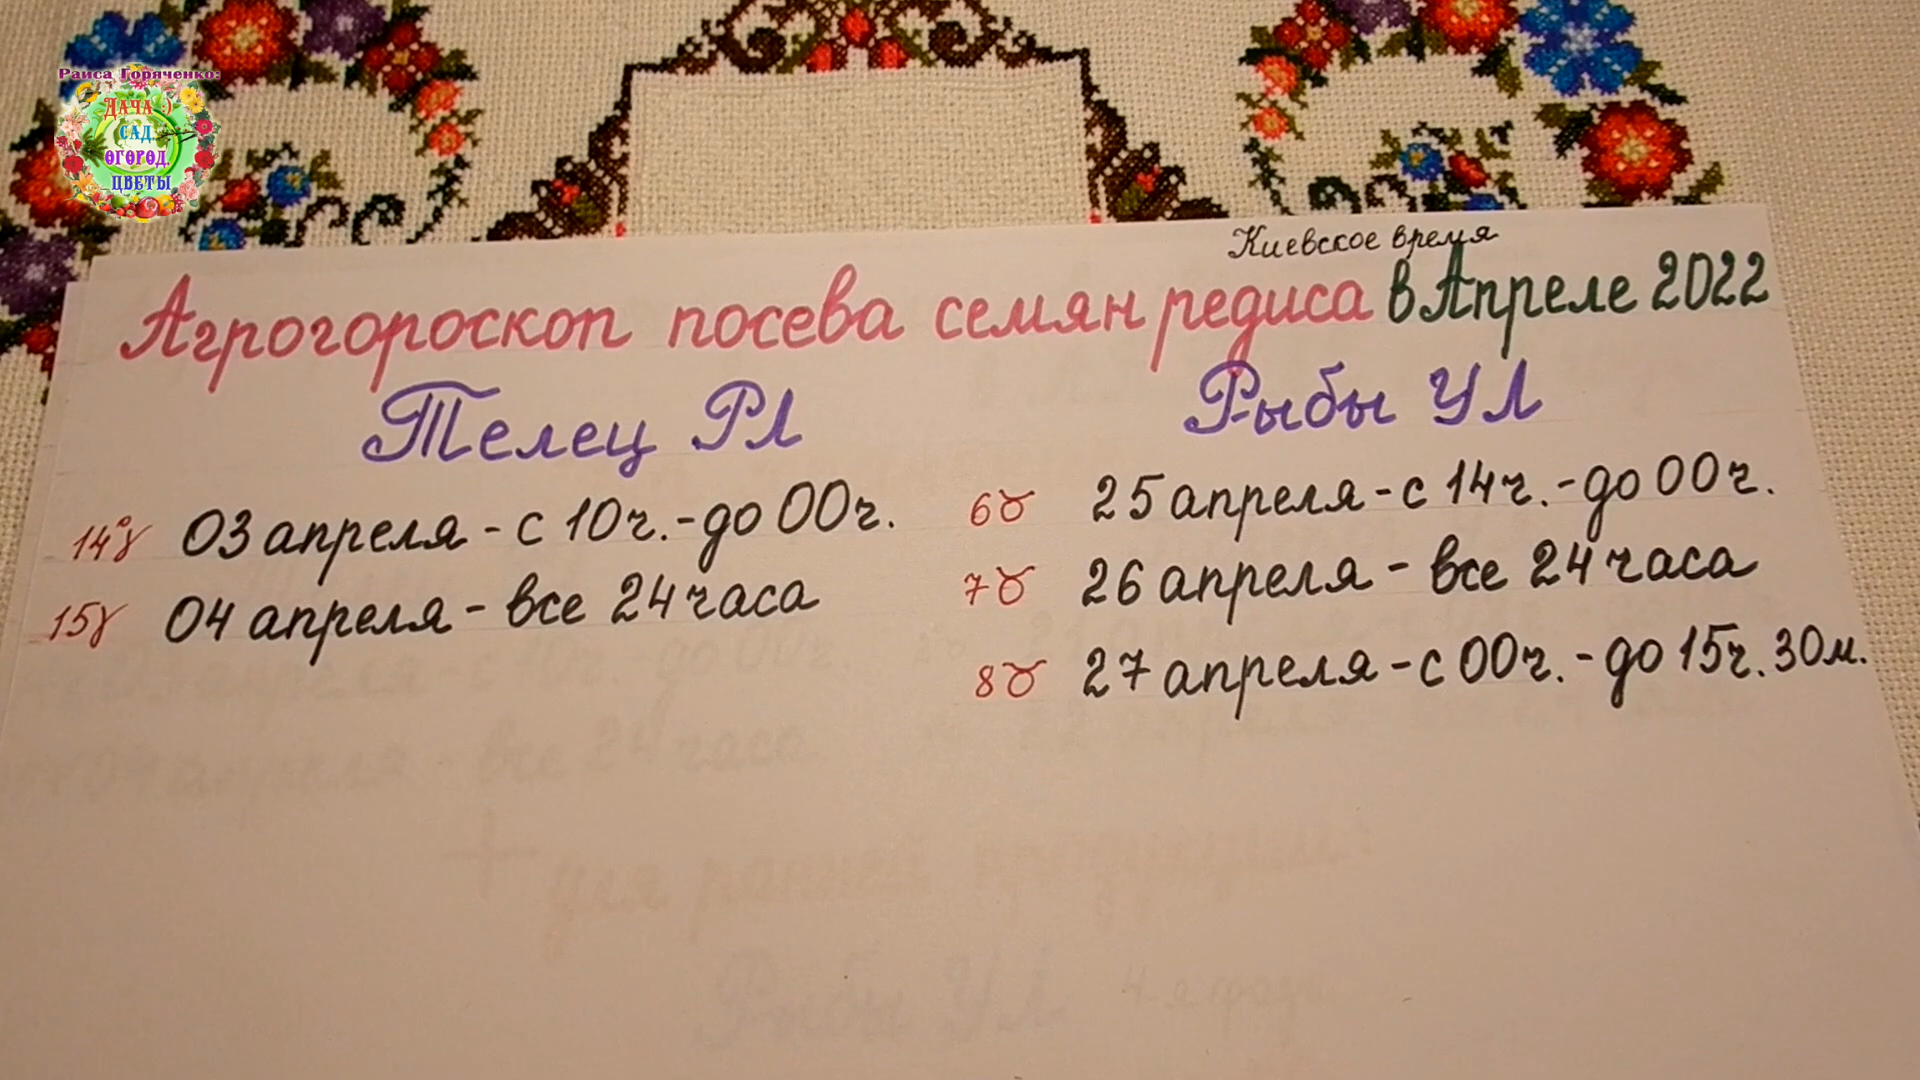 Раиса Горяченко:
Дача :)
сад
огород
цветы
Киевское время
Агрогороскоп посева семян редиса в Апреле 2022
Телец РЛ
14°♈ 03 апреля - с 10ч. - до 00ч.
15♈ 04 апреля - все 24 часа
Рыбы УЛ
6♉ 25 апреля - с 14ч. - до 00ч.
7♉ 26 апреля - все 24 часа
8♉ 27 апреля - с 00ч. - до 15ч. 30м.